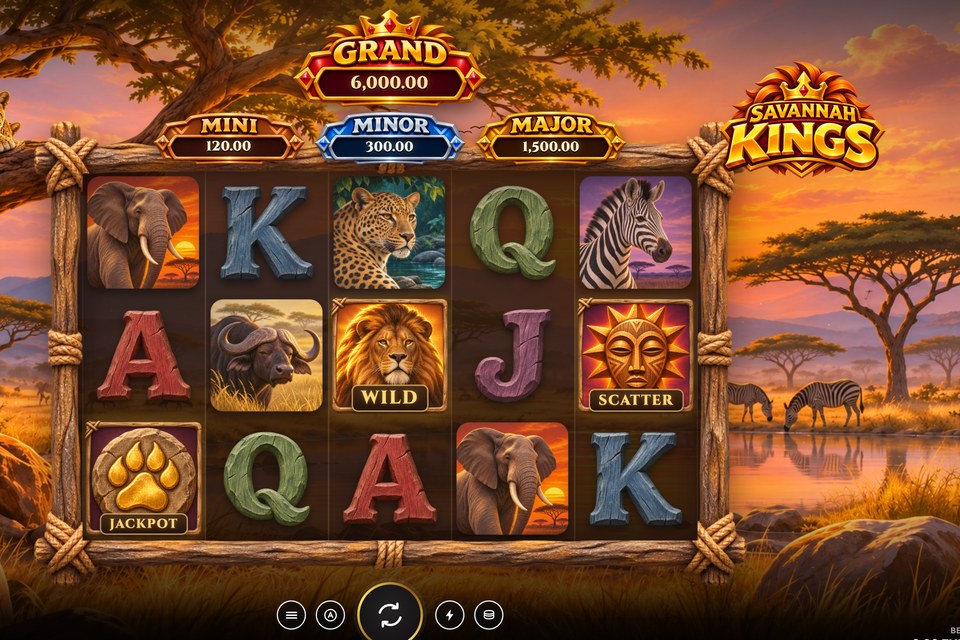 GRAND
6,000.00
MINI
120.00
MINOR
300.00
MAJOR
1,500.00
SAVANNAH
KINGS
K
Q
A
J
WILD
SCATTER
JACKPOT
Q
A
K
A
BE